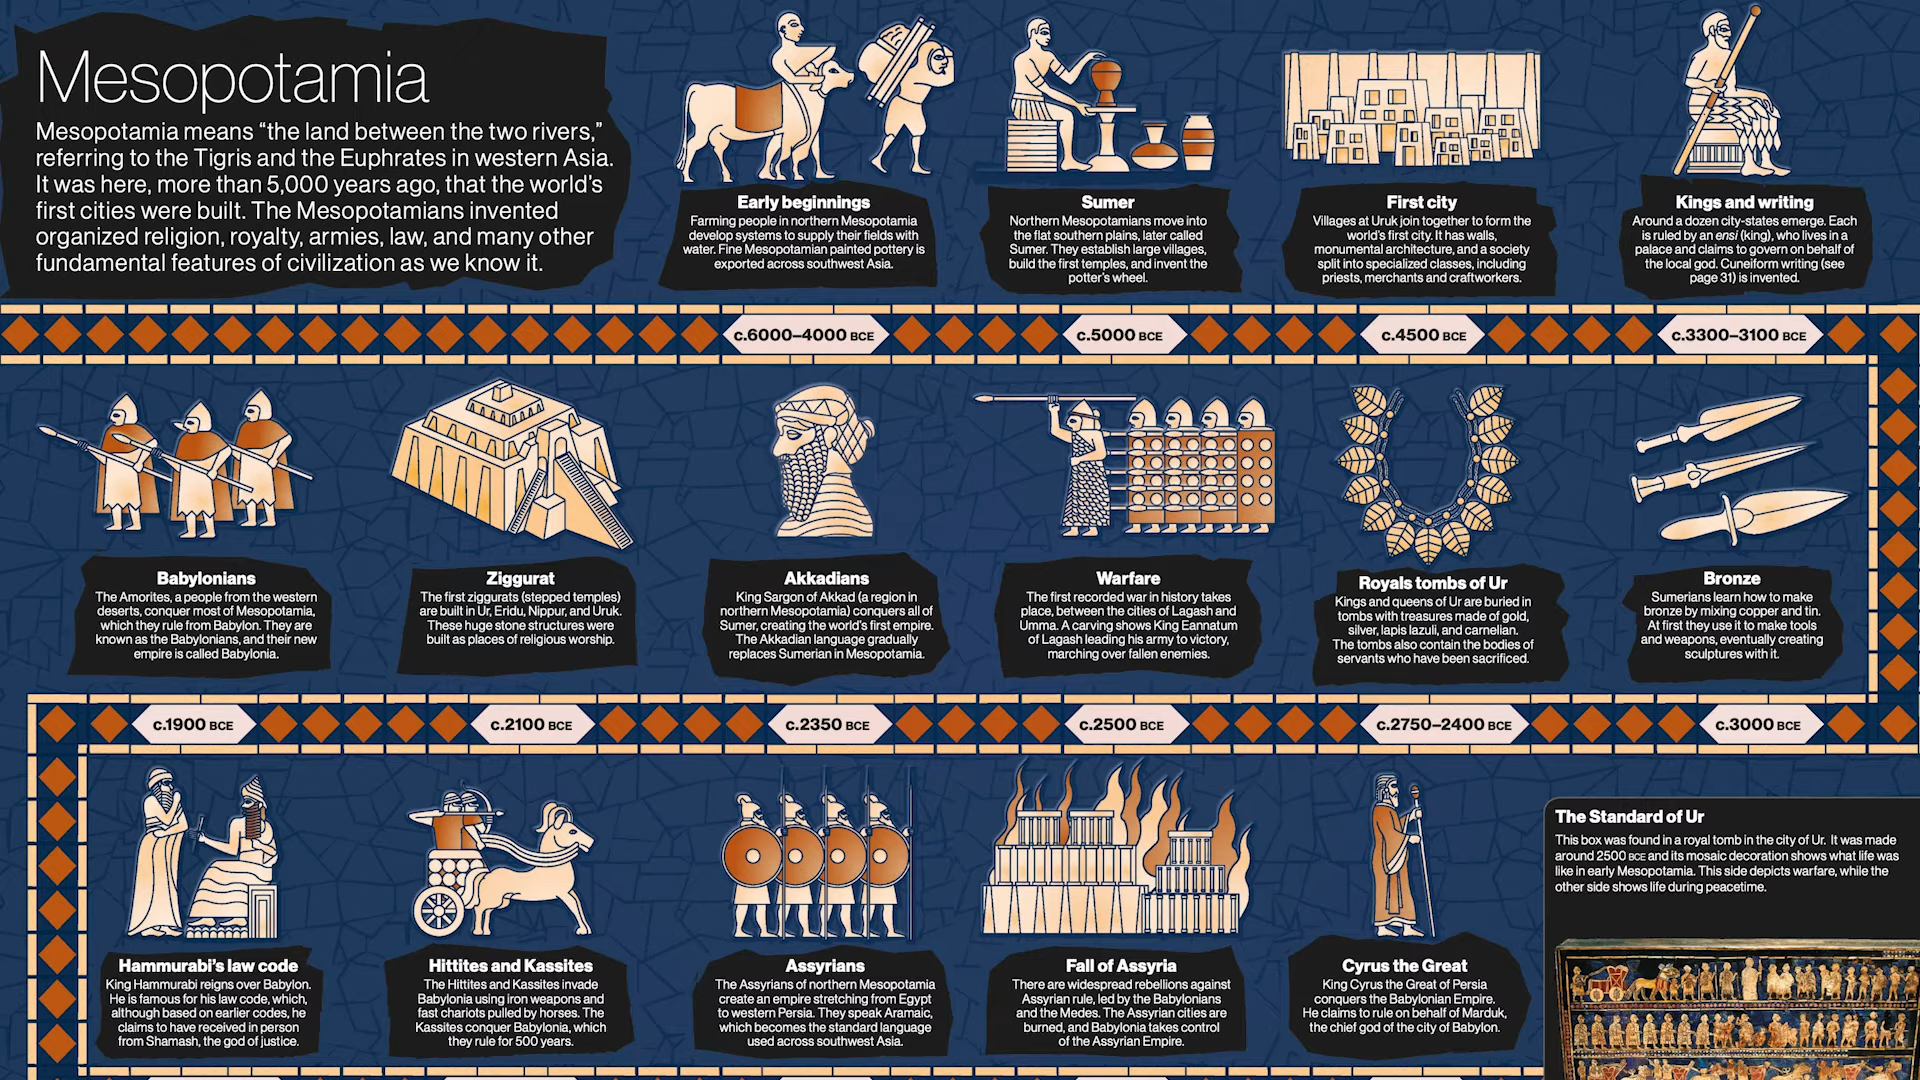 Mesopotamia
Mesopotamia means “the land between the two rivers,”
referring to the Tigris and the Euphrates in western Asia.
It was here, more than 5,000 years ago, that the world’s
first cities were built. The Mesopotamians invented
organized religion, royalty, armies, law, and many other
fundamental features of civilization as we know it.
Early beginnings
Farming people in northern Mesopotamia
develop systems to supply their fields with
water. Fine Mesopotamian painted pottery is
exported across southwest Asia.
Sumer
Northern Mesopotamians move into
the flat southern plains, later called
Sumer. They establish large villages,
build the first temples, and invent the
potter’s wheel.
First city
Villages at Uruk join together to form the
world’s first city. It has walls,
monumental architecture, and a society
split into specialized classes, including
priests, merchants and craftworkers.
Kings and writing
Around a dozen city-states emerge. Each
is ruled by an ensi (king), who lives in a
palace and claims to govern on behalf of
the local god. Cuneiform writing (see
page 31) is invented.
c.6000–4000 BCE
c.5000 BCE
c.4500 BCE
c.3300–3100 BCE
Babylonians
The Amorites, a people from the western
deserts, conquer most of Mesopotamia,
which they rule from Babylon. They are
known as the Babylonians, and their new
empire is called Babylonia.
Ziggurat
The first ziggurats (stepped temples)
are built in Ur, Eridu, Nippur, and Uruk.
These huge stone structures were
built as places of religious worship.
Akkadians
King Sargon of Akkad (a region in
northern Mesopotamia) conquers all of
Sumer, creating the world’s first empire.
The Akkadian language gradually
replaces Sumerian in Mesopotamia.
Warfare
The first recorded war in history takes
place, between the cities of Lagash and
Umma. A carving shows King Eannatum
of Lagash leading his army to victory,
marching over fallen enemies.
Royals tombs of Ur
Kings and queens of Ur are buried in
tombs with treasures made of gold,
silver, lapis lazuli, and carnelian.
The tombs also contain the bodies of
servants who have been sacrificed.
Bronze
Sumerians learn how to make
bronze by mixing copper and tin.
At first they use it to make tools
and weapons, eventually creating
sculptures with it.
c.1900 BCE
c.2100 BCE
c.2350 BCE
c.2500 BCE
c.2750–2400 BCE
c.3000 BCE
Hammurabi’s law code
King Hammurabi reigns over Babylon.
He is famous for his law code, which,
although based on earlier codes, he
claims to have received in person
from Shamash, the god of justice.
Hittites and Kassites
The Hittites and Kassites invade
Babylonia using iron weapons and
fast chariots pulled by horses. The
Kassites conquer Babylonia, which
they rule for 500 years.
Assyrians
The Assyrians of northern Mesopotamia
create an empire stretching from Egypt
to western Persia. They speak Aramaic,
which becomes the standard language
used across southwest Asia.
Fall of Assyria
There are widespread rebellions against
Assyrian rule, led by the Babylonians
and the Medes. The Assyrian cities are
burned, and Babylonia takes control
of the Assyrian Empire.
Cyrus the Great
King Cyrus the Great of Persia
conquers the Babylonian Empire.
He claims to rule on behalf of Marduk,
the chief god of the city of Babylon.
The Standard of Ur
This box was found in a royal tomb in the city of Ur. It was made
around 2500 BCE and its mosaic decoration shows what life was
like in early Mesopotamia. This side depicts warfare, while the
other side shows life during peacetime.